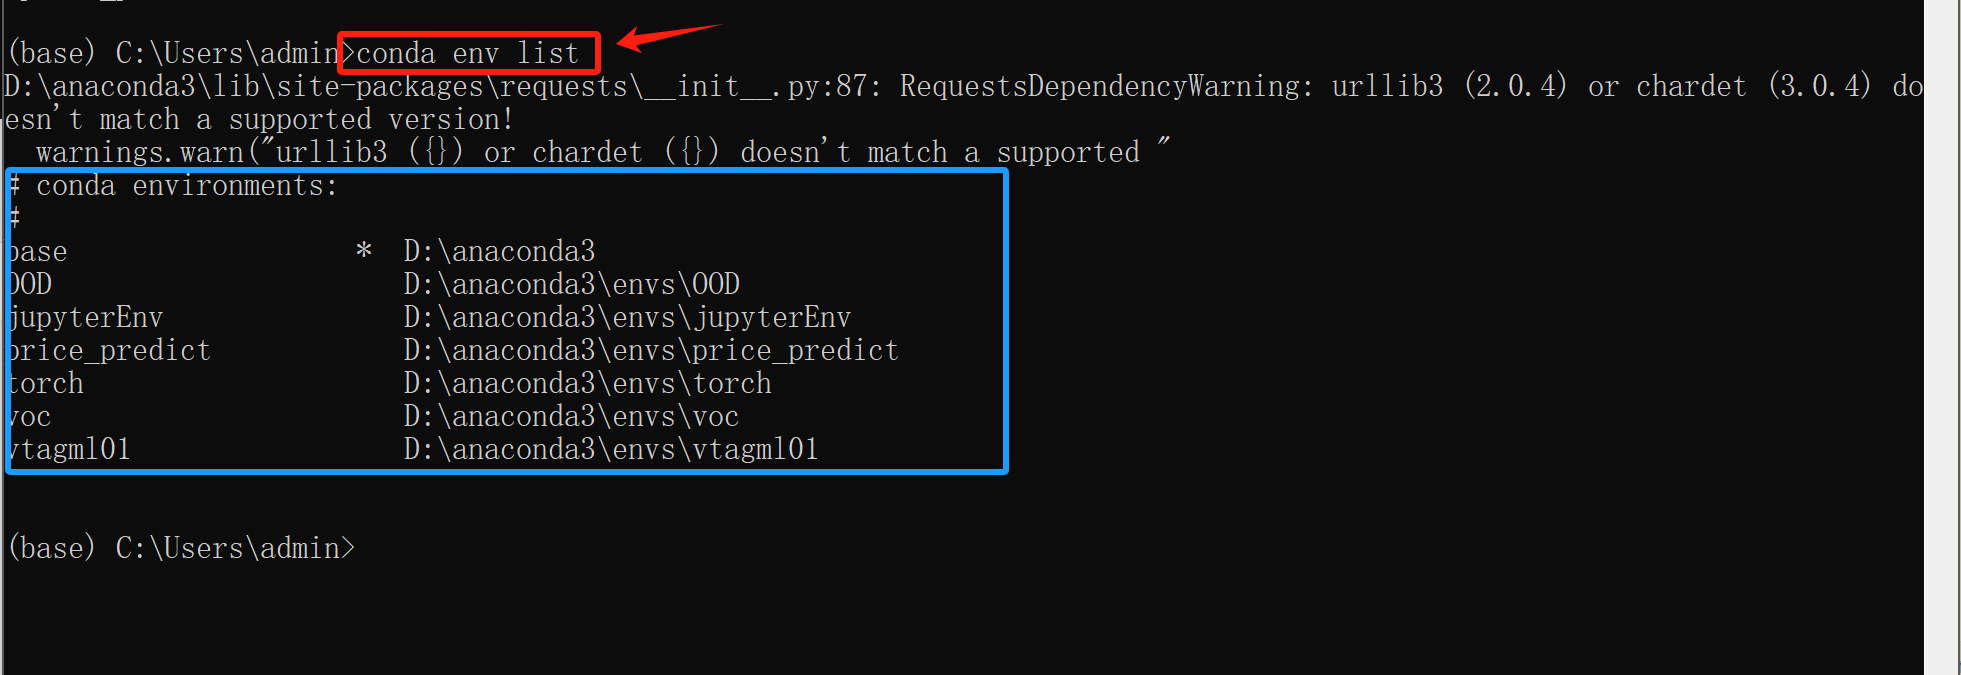 (base) C:\Users\admin>conda env list
D:\anaconda3\lib\site-packages\requests\__init__.py:87: RequestsDependencyWarning: urllib3 (2.0.4) or chardet (3.0.4) do
esn't match a supported version!
  warnings.warn("urllib3 ({}) or chardet ({}) doesn't match a supported "
# conda environments:
#
base                  *  D:\anaconda3
OOD                      D:\anaconda3\envs\OOD
jupyterEnv               D:\anaconda3\envs\jupyterEnv
price_predict            D:\anaconda3\envs\price_predict
torch                    D:\anaconda3\envs\torch
voc                      D:\anaconda3\envs\voc
vtagml01                 D:\anaconda3\envs\vtagml01
(base) C:\Users\admin>